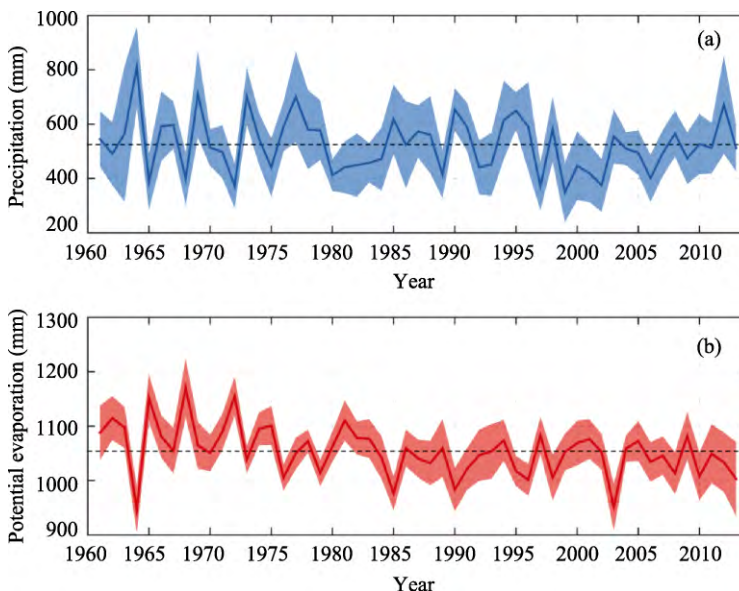 (a)
Precipitation (mm)
1000
800
600
400
200
1960 1965 1970 1975 1980 1985 1990 1995 2000 2005 2010
Year
(b)
Potential evaporation (mm)
1300
1200
1100
1000
900
1960 1965 1970 1975 1980 1985 1990 1995 2000 2005 2010
Year